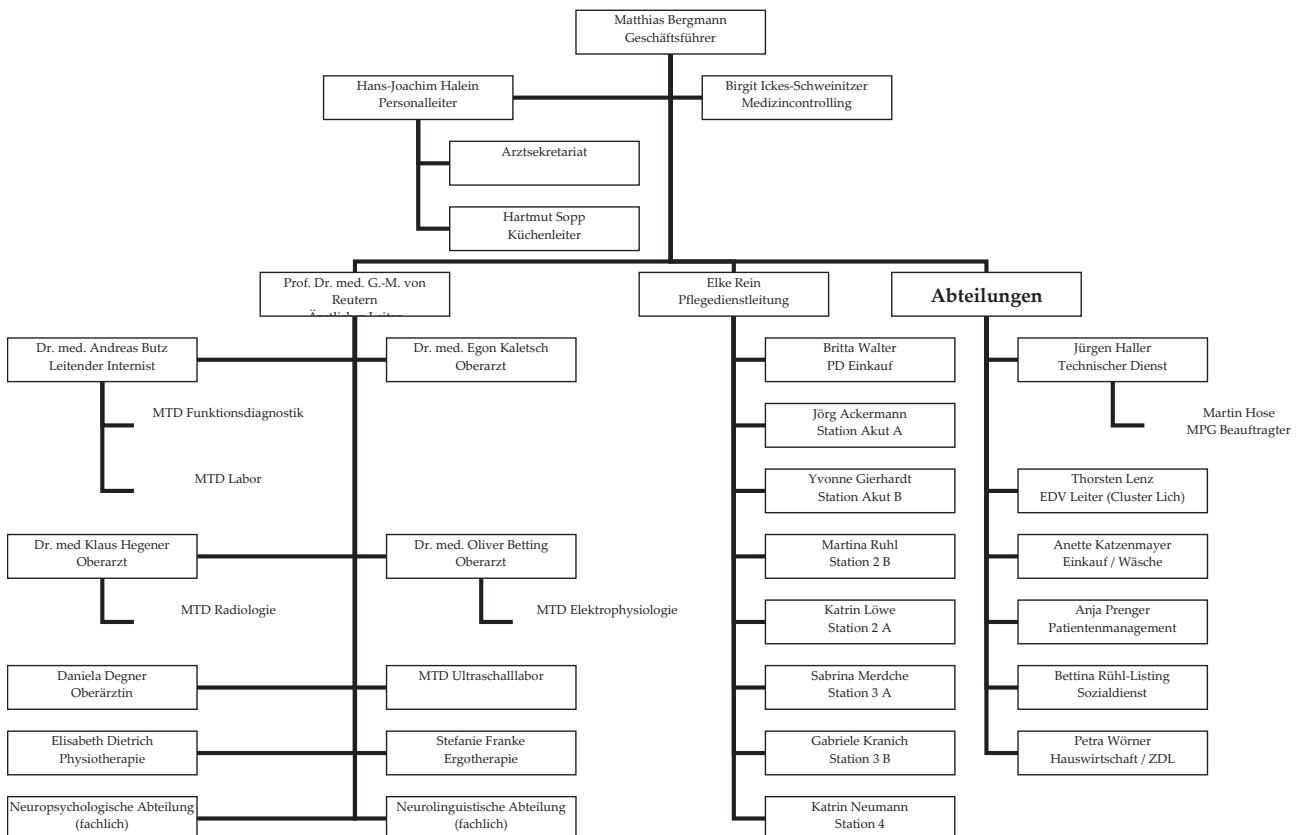 Matthias Bergmann
Geschäftsführer
Hans-Joachim Halein
Personalleiter
Birgit Ickes-Schweinitzer
Medizincontrolling
Arztsekretariat
Hartmut Sopp
Küchenleiter
Prof. Dr. med. G.-M. von
Reutern
Ärztlicher Leiter
Elke Rein
Pflegedienstleitung
Abteilungen
Dr. med. Andreas Butz
Leitender Internist
Dr. med. Egon Kaletsch
Oberarzt
Britta Walter
PD Einkauf
Jürgen Haller
Technischer Dienst
MTD Funktionsdiagnostik
Jörg Ackermann
Station Akut A
Martin Hose
MPG Beauftragter
MTD Labor
Yvonne Gierhardt
Station Akut B
Thorsten Lenz
EDV Leiter (Cluster Lich)
Dr. med Klaus Hegener
Oberarzt
Dr. med. Oliver Betting
Oberarzt
Martina Ruhl
Station 2 B
Anette Katzenmayer
Einkauf / Wäsche
MTD Radiologie
MTD Elektrophysiologie
Katrin Löwe
Station 2 A
Anja Prenger
Patientenmanagement
Daniela Degner
Oberärztin
MTD Ultraschalllabor
Sabrina Merdche
Station 3 A
Bettina Rühl-Listing
Sozialdienst
Elisabeth Dietrich
Physiotherapie
Stefanie Franke
Ergotherapie
Gabriele Kranich
Station 3 B
Petra Wörner
Hauswirtschaft / ZDL
Neuropsychologische Abteilung
(fachlich)
Neurolinguistische Abteilung
(fachlich)
Katrin Neumann
Station 4